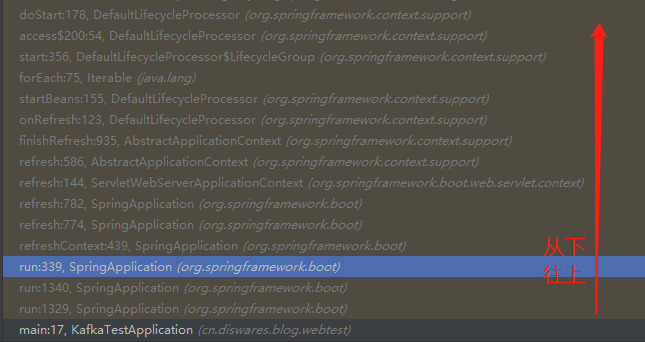 doStart:178, DefaultLifecycleProcessor (org.springframework.context.support)
access$200:54, DefaultLifecycleProcessor (org.springframework.context.support)
start:356, DefaultLifecycleProcessor$LifecycleGroup (org.springframework.context.support)
forEach:75, Iterable (java.lang)
startBeans:155, DefaultLifecycleProcessor (org.springframework.context.support)
onRefresh:123, DefaultLifecycleProcessor (org.springframework.context.support)
finishRefresh:935, AbstractApplicationContext (org.springframework.context.support)
refresh:586, AbstractApplicationContext (org.springframework.context.support)
refresh:144, ServletWebServerApplicationContext (org.springframework.boot.web.servlet.context)
refresh:782, SpringApplication (org.springframework.boot)
refresh:774, SpringApplication (org.springframework.boot)
refreshContext:439, SpringApplication (org.springframework.boot)
run:339, SpringApplication (org.springframework.boot)
run:1340, SpringApplication (org.springframework.boot)
run:1329, SpringApplication (org.springframework.boot)
main:17, KafkaTestApplication (cn.diswares.blog.webtest)
从下
往上